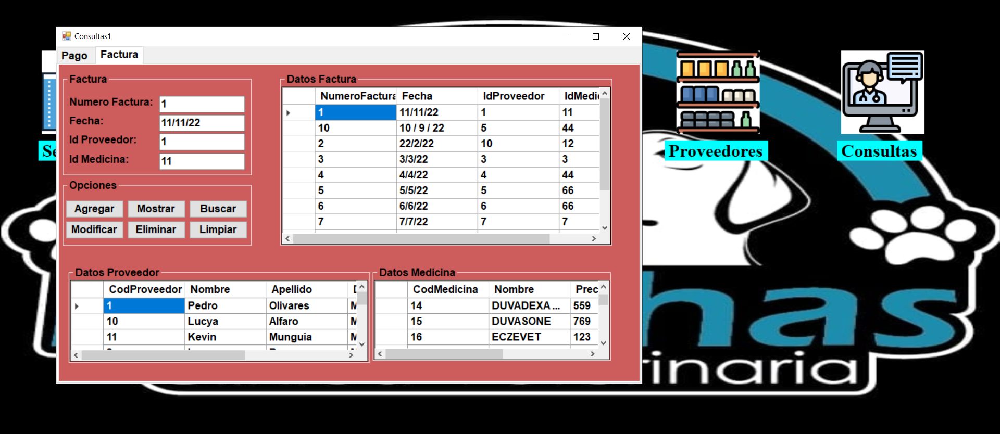 Consultas1
Pago Factura
Factura
Numero Factura: 1
Fecha: 11/11/22
Id Proveedor: 1
Id Medicina: 11
Opciones
Agregar Mostrar Buscar
Modificar Eliminar Limpiar
Datos Factura
NumeroFactura Fecha IdProveedor IdMedic
1 11/11/22 1 11
10 10 / 9 / 22 5 44
2 22/2/22 10 12
3 3/3/22 3 3
4 4/4/22 4 44
5 5/5/22 5 66
6 6/6/22 6 66
7 7/7/22 7 7
Datos Proveedor
CodProveedor Nombre Apellido
1 Pedro Olivares M
10 Lucya Alfaro M
11 Kevin Munguia M
Datos Medicina
CodMedicina Nombre Prec
14 DUVADEXA ... 559
15 DUVASONE 769
16 ECZEVET 123
Se
Proveedores
Consultas
has
rinaria